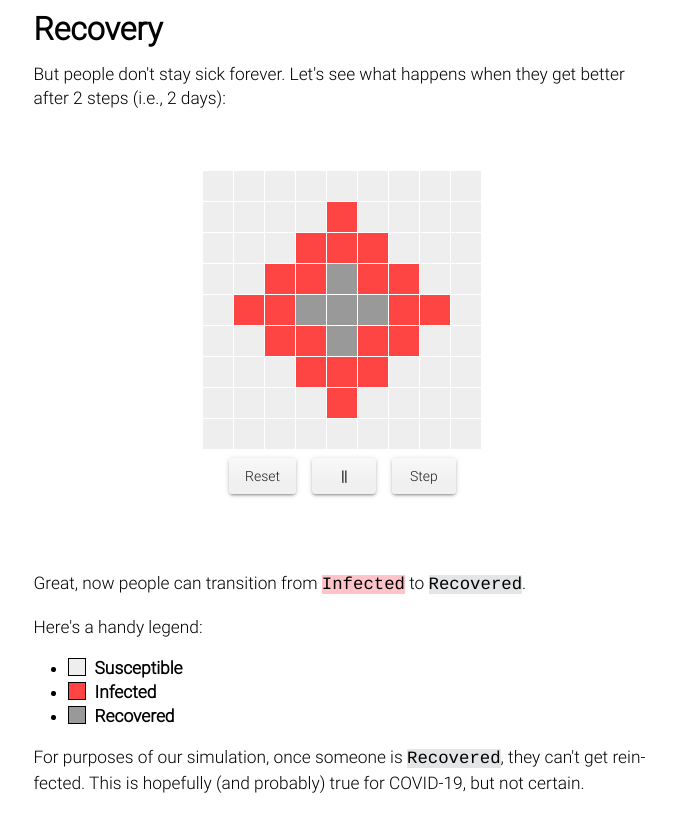 Recovery
But people don't stay sick forever. Let's see what happens when they get better
after 2 steps (i.e., 2 days):
Reset
||
Step
Great, now people can transition from Infected to Recovered.
Here's a handy legend:
• Susceptible
• Infected
• Recovered
For purposes of our simulation, once someone is Recovered, they can't get rein-
fected. This is hopefully (and probably) true for COVID-19, but not certain.